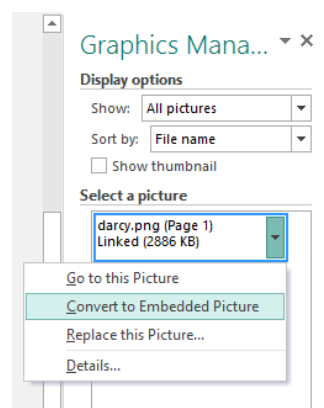 Graphics Mana...
Display options
Show: All pictures
Sort by: File name
Show thumbnail
Select a picture
darcy.png (Page 1)
Linked (2886 KB)
Go to this Picture
Convert to Embedded Picture
Replace this Picture...
Details...